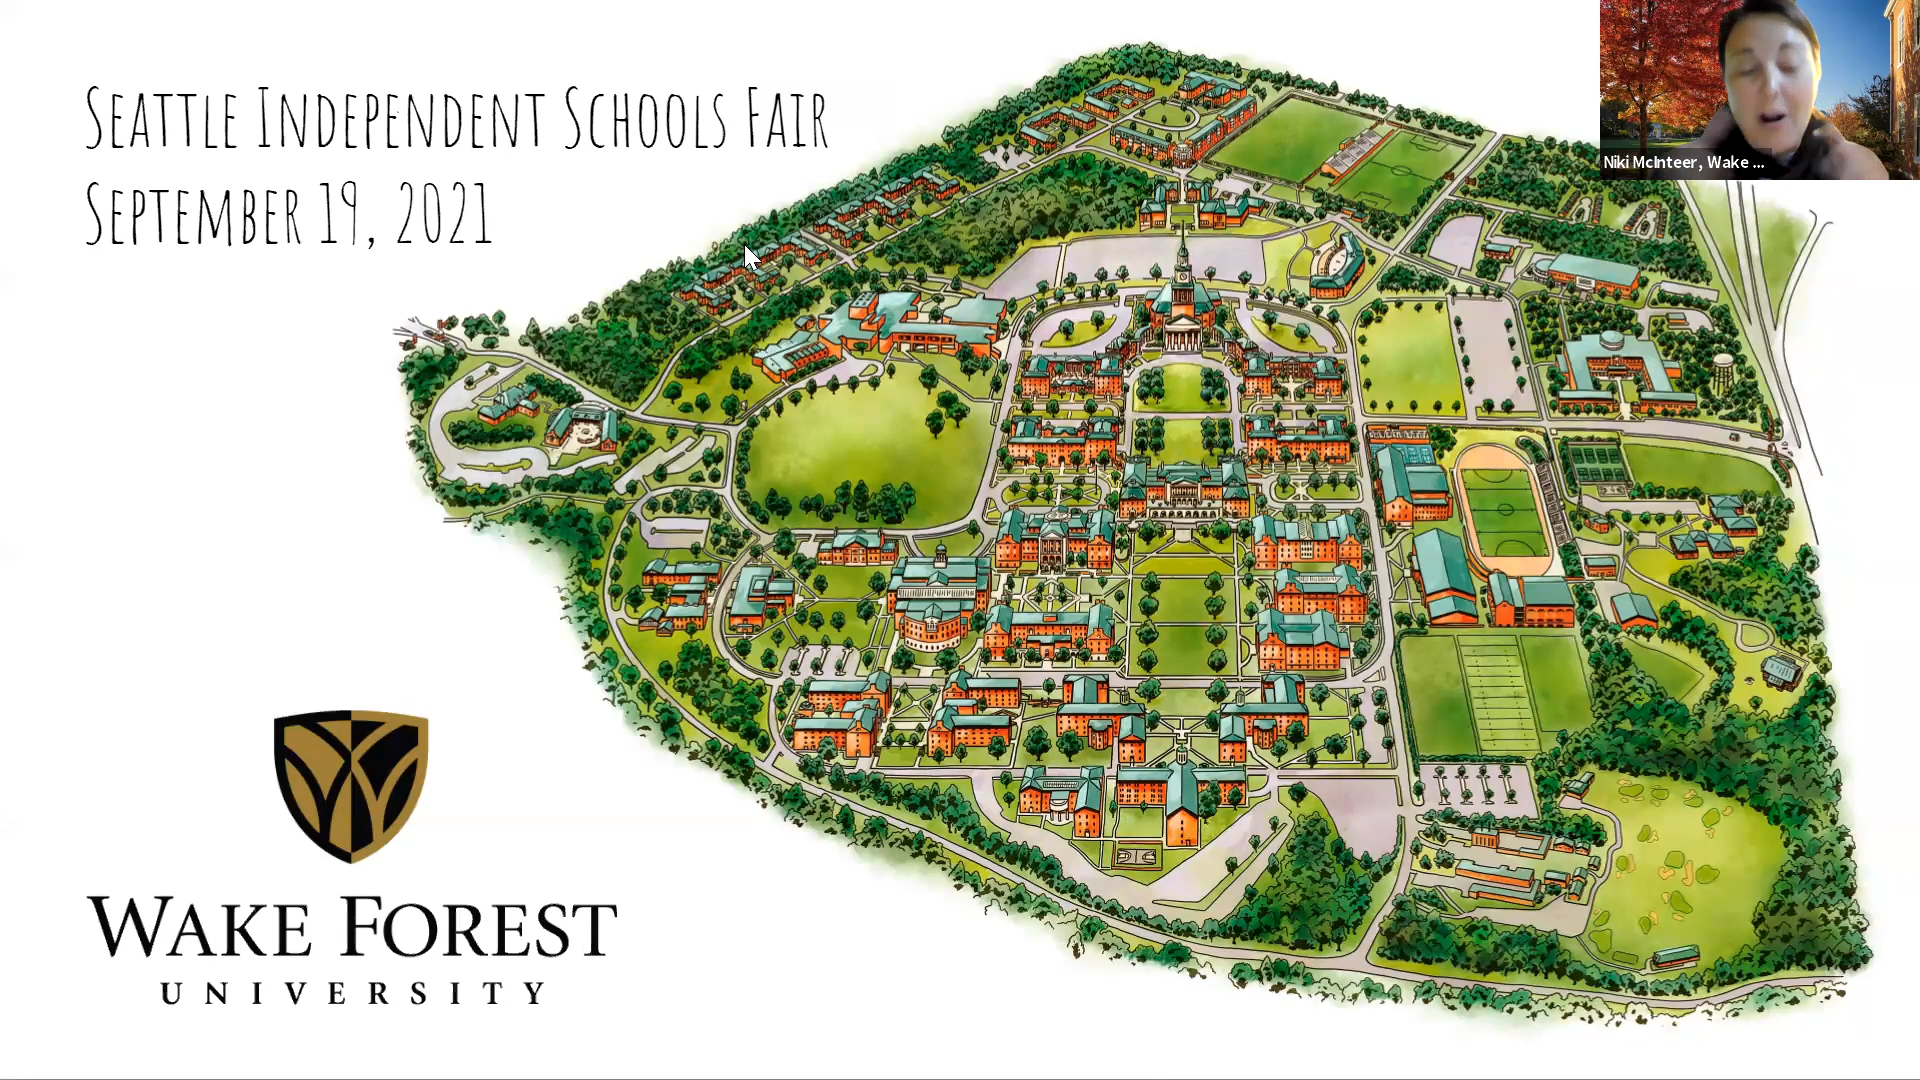 Seattle Independent Schools Fair
September 19, 2021
Niki McInteer, Wake ...
Wake Forest
UNIVERSITY